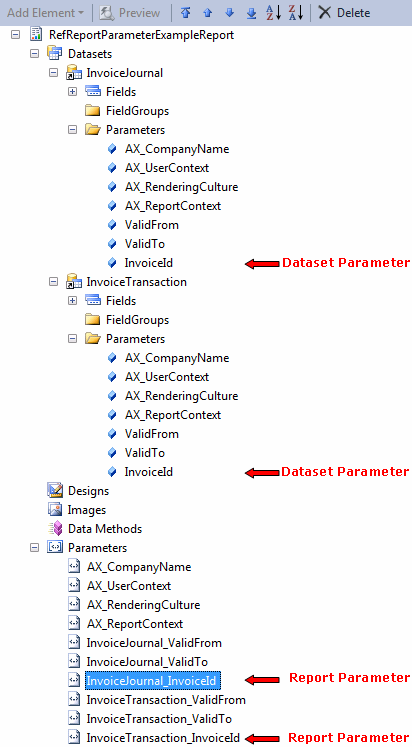 Add Element Preview Delete
RefReportParameterExampleReport
Datasets
InvoiceJournal
Fields
FieldGroups
Parameters
AX_CompanyName
AX_UserContext
AX_RenderingCulture
AX_ReportContext
ValidFrom
ValidTo
InvoiceId Dataset Parameter
InvoiceTransaction
Fields
FieldGroups
Parameters
AX_CompanyName
AX_UserContext
AX_RenderingCulture
AX_ReportContext
ValidFrom
ValidTo
InvoiceId Dataset Parameter
Designs
Images
Data Methods
Parameters
AX_CompanyName
AX_UserContext
AX_RenderingCulture
AX_ReportContext
InvoiceJournal_ValidFrom
InvoiceJournal_ValidTo
InvoiceJournal_InvoiceId Report Parameter
InvoiceTransaction_ValidFrom
InvoiceTransaction_ValidTo
InvoiceTransaction_InvoiceId Report Parameter